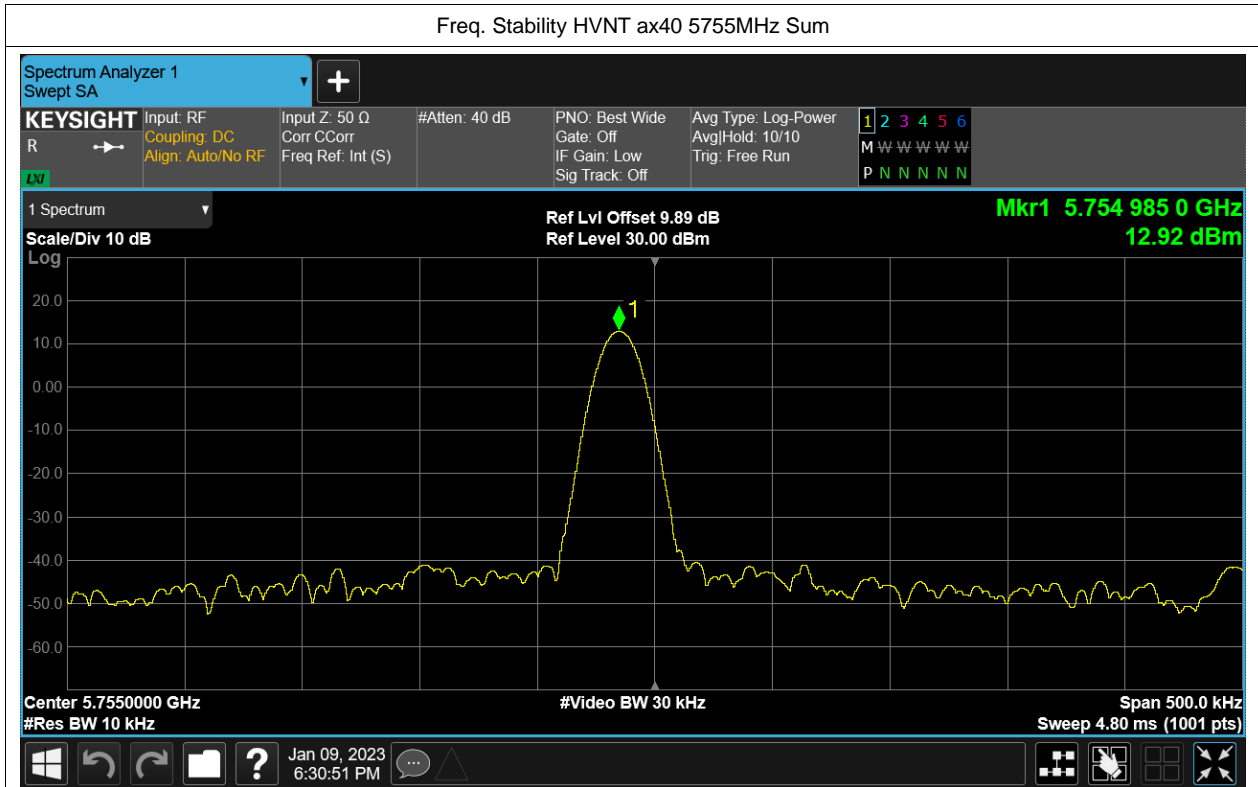 Freq. Stability HVNT ax40 5755MHz Sum
Spectrum Analyzer 1
Swept SA
+
KEYSIGHT
R
LXI
Input: RF
Coupling: DC
Align: Auto/No RF
Input Z: 50 Ω
Corr CCorr
Freq Ref: Int (S)
#Atten: 40 dB
PNO: Best Wide
Gate: Off
IF Gain: Low
Sig Track: Off
Avg Type: Log-Power
Avg|Hold: 10/10
Trig: Free Run
1 2 3 4 5 6
M W W W W W
P N N N N N
1 Spectrum
Scale/Div 10 dB
Log
Ref Lvl Offset 9.89 dB
Ref Level 30.00 dBm
Mkr1 5.754 985 0 GHz
12.92 dBm
1
20.0
10.0
0.00
-10.0
-20.0
-30.0
-40.0
-50.0
-60.0
Center 5.7550000 GHz
#Res BW 10 kHz
#Video BW 30 kHz
Span 500.0 kHz
Sweep 4.80 ms (1001 pts)
?
Jan 09, 2023
6:30:51 PM